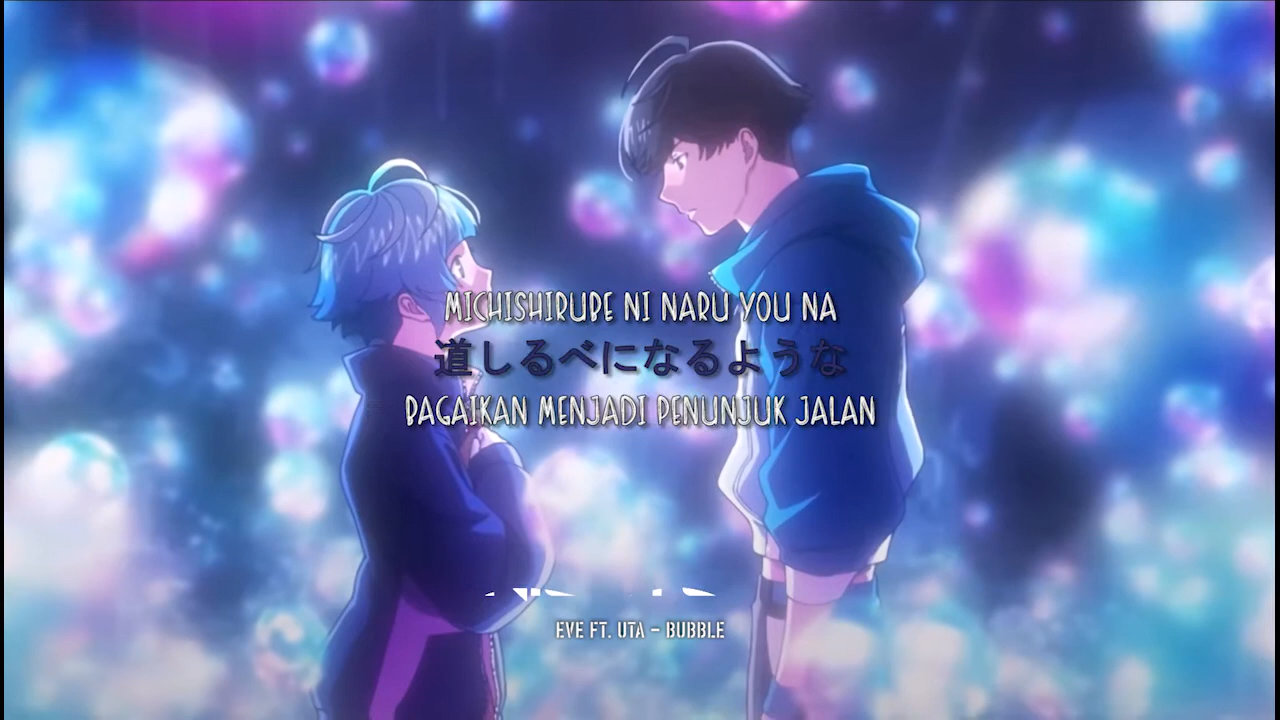 MICHISHIRUBE NI NARU YOU NA
道しるべになるような
BAGAIKAN MENJADI PENUNJUK JALAN
EVE FT. UTA - BUBBLE